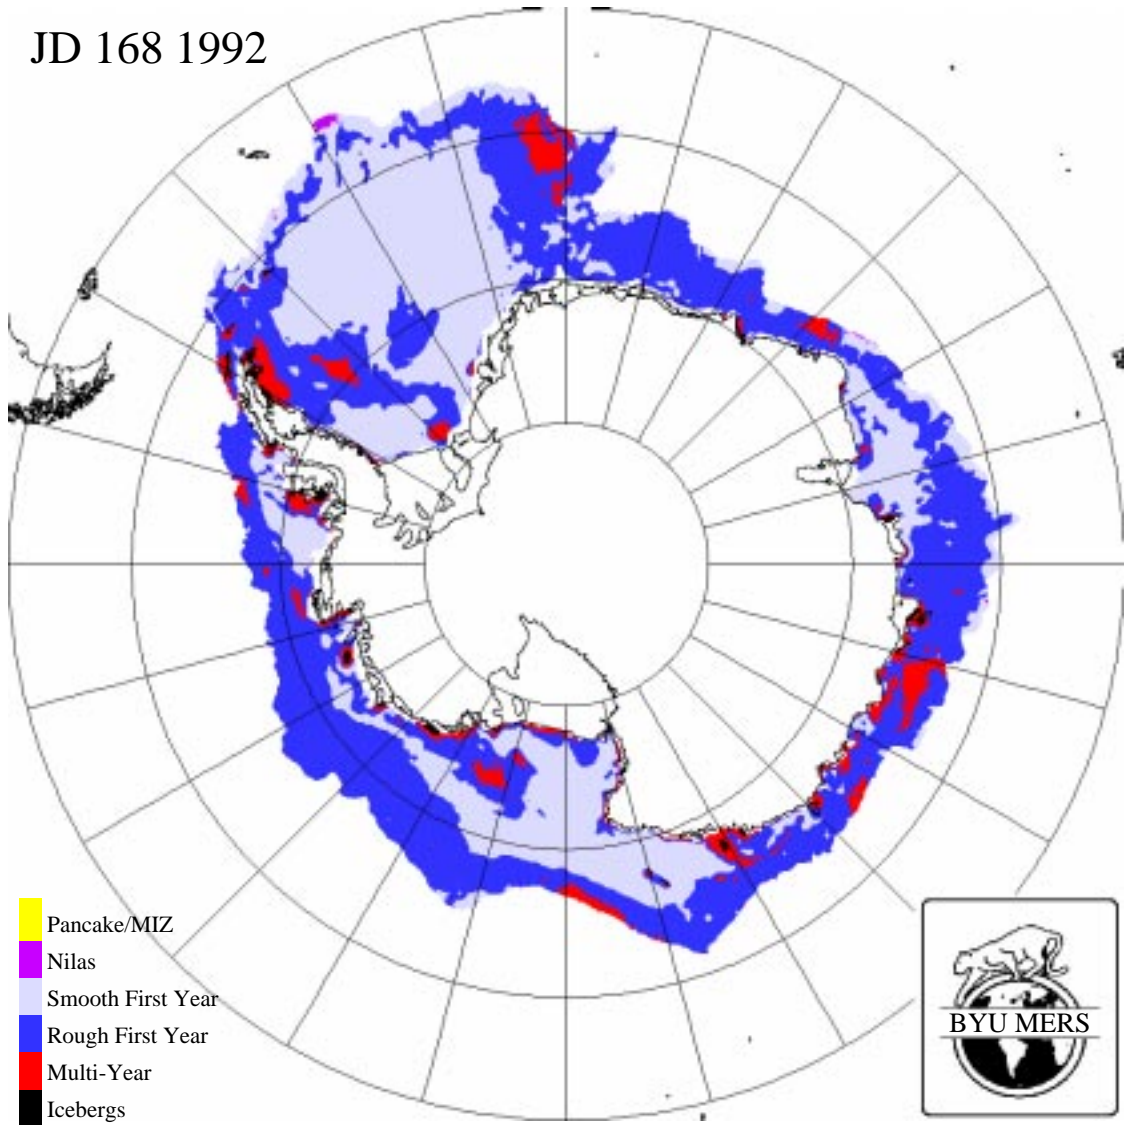 JD 168 1992
Pancake/MIZ
Nilas
Smooth First Year
Rough First Year
Multi-Year
Icebergs
BYU MERS